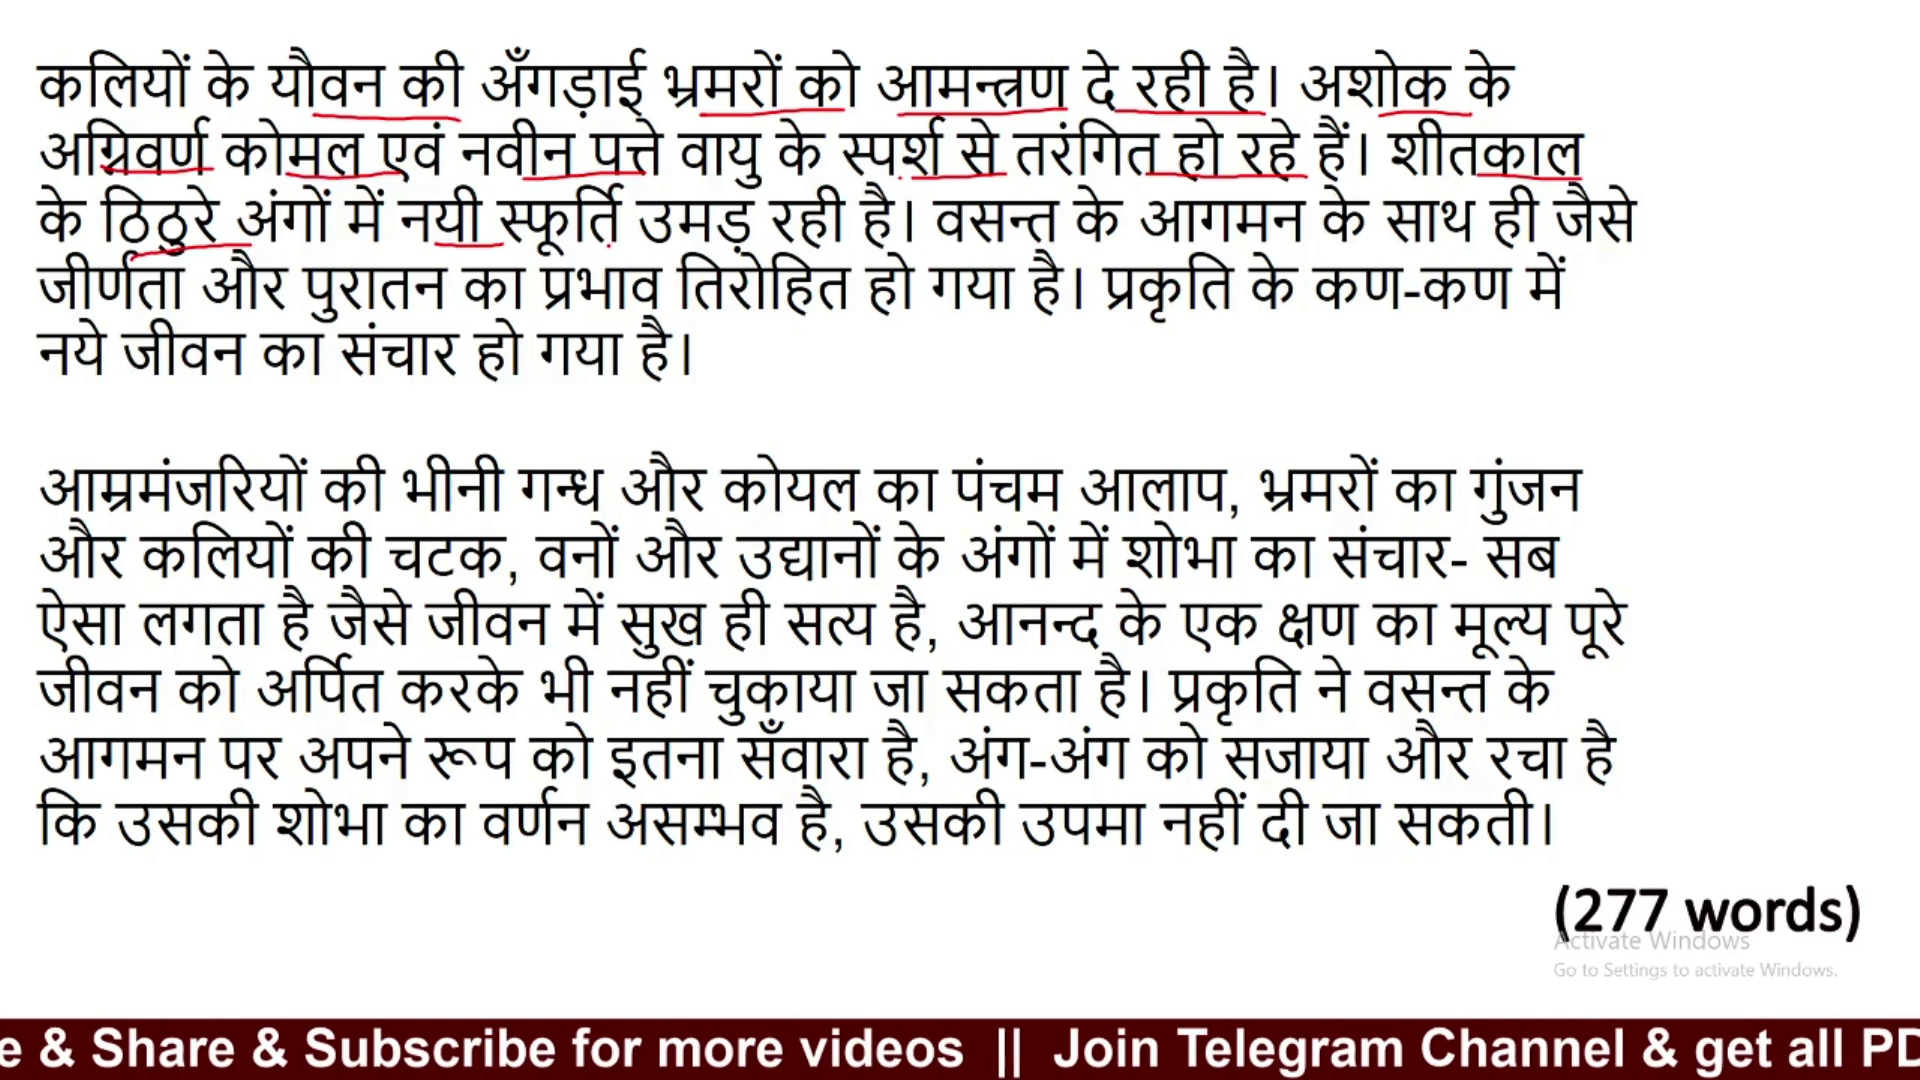 कलियों के यौवन की अँगड़ाई भ्रमरों को आमन्त्रण दे रही है। अशोक के
अग्निवर्ण कोमल एवं नवीन पत्ते वायु के स्पर्श से तरंगित हो रहे हैं। शीतकाल
के ठिठुरे अंगों में नयी स्फूर्ति उमड़ रही है। वसन्त के आगमन के साथ ही जैसे
जीर्णता और पुरातन का प्रभाव तिरोहित हो गया है। प्रकृति के कण-कण में
नये जीवन का संचार हो गया है।
आम्रमंजरियों की भीनी गन्ध और कोयल का पंचम आलाप, भ्रमरों का गुंजन
और कलियों की चटक, वनों और उद्यानों के अंगों में शोभा का संचार- सब
ऐसा लगता है जैसे जीवन में सुख ही सत्य है, आनन्द के एक क्षण का मूल्य पूरे
जीवन को अर्पित करके भी नहीं चुकाया जा सकता है। प्रकृति ने वसन्त के
आगमन पर अपने रूप को इतना सँवारा है, अंग-अंग को सजाया और रचा है
कि उसकी शोभा का वर्णन असम्भव है, उसकी उपमा नहीं दी जा सकती।
(277 words)
Activate Windows
Go to Settings to activate Windows.
e & Share & Subscribe for more videos || Join Telegram Channel & get all PD